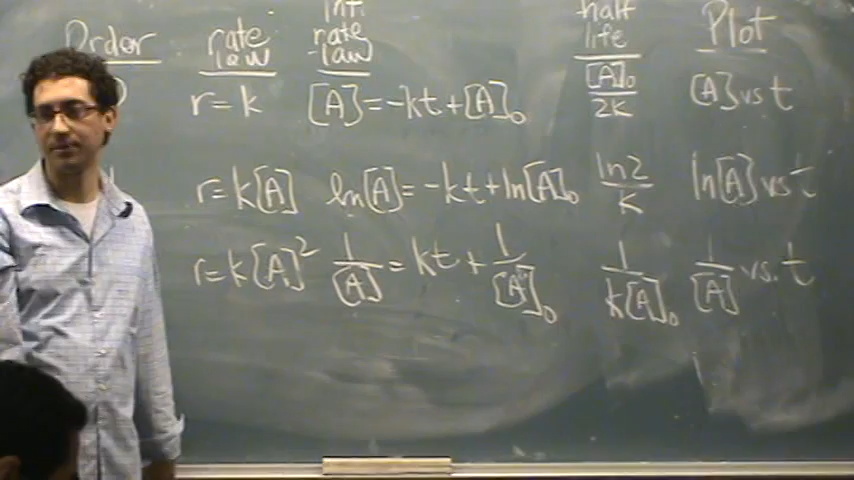 Order rate law int rate law half life Plot
0 r = k [A] = -kt + [A]₀ [A]₀/2k [A] vs t
r = k[A] ln[A] = -kt + ln[A]₀ ln2/k ln[A] vs t
r = k[A]² 1/[A] = kt + 1/[A]₀ 1/k[A]₀ 1/[A] vs. t